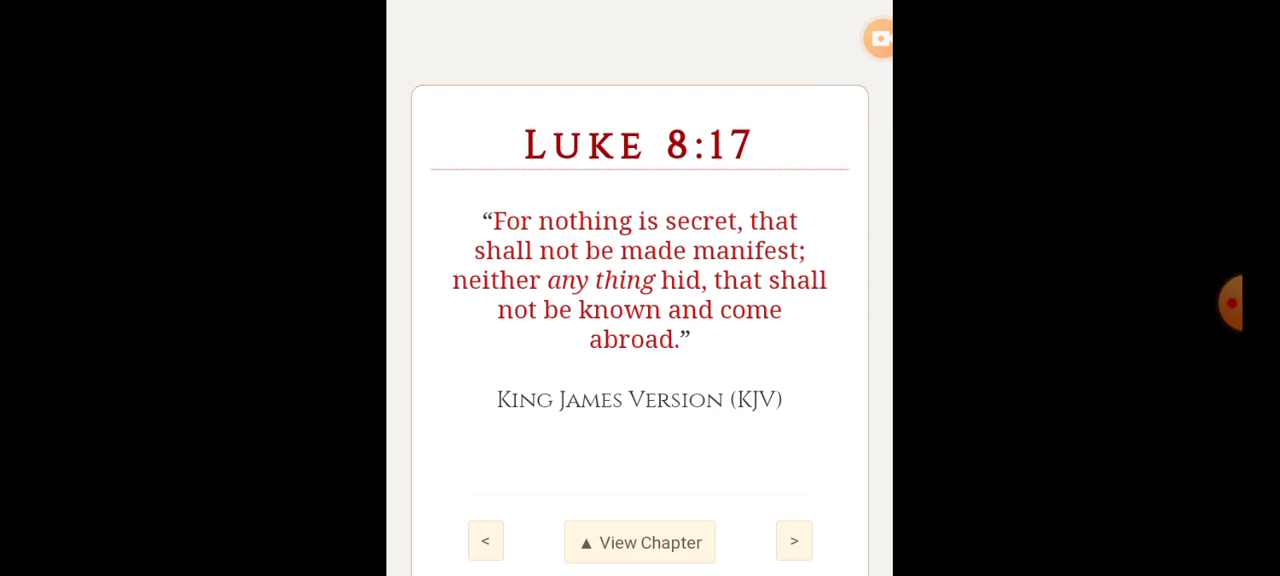 Luke 8:17
“For nothing is secret, that
shall not be made manifest;
neither any thing hid, that shall
not be known and come
abroad.”
King James Version (KJV)
< ▲ View Chapter >